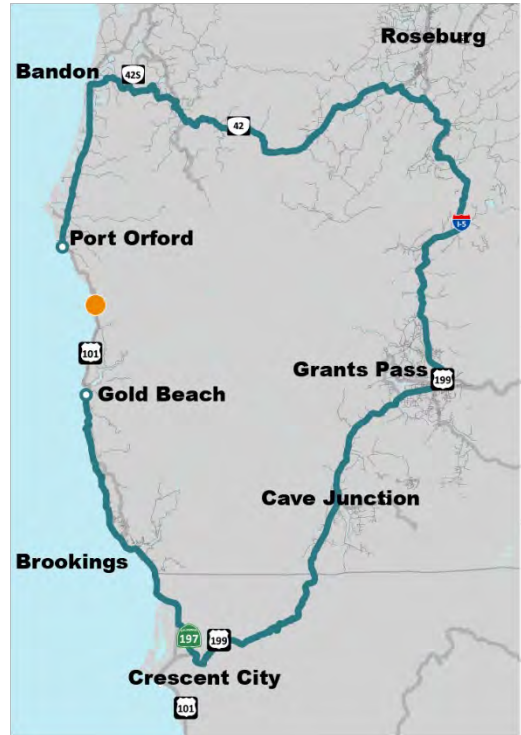 Roseburg
Bandon
42S
42
I-5
Port Orford
101
Grants Pass
199
Gold Beach
Cave Junction
Brookings
197
199
Crescent City
101